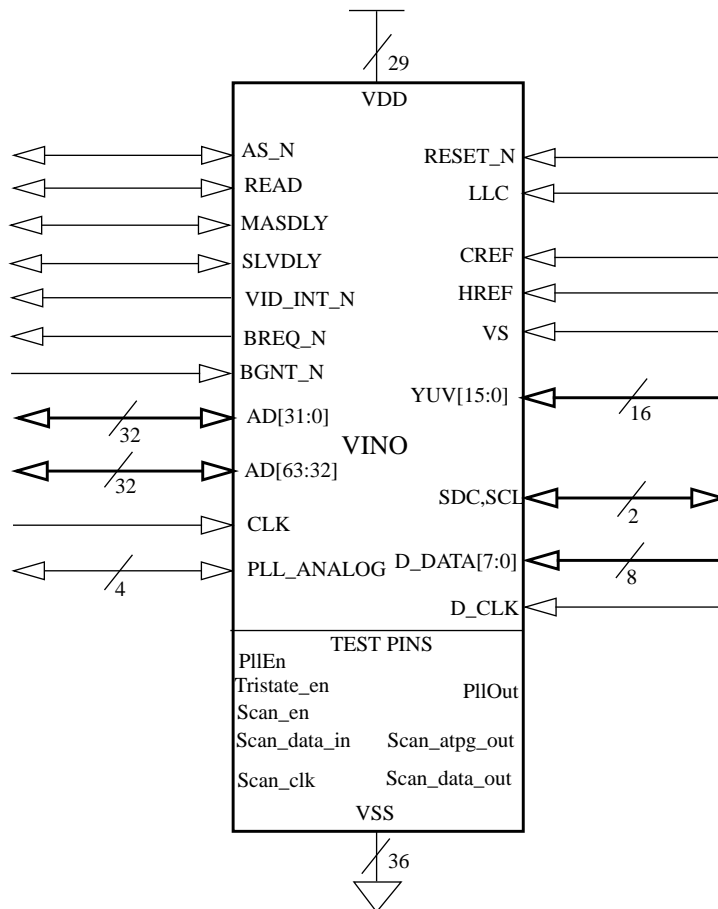 29
VDD
AS_N
RESET_N
READ
LLC
MASDLY
SLVDLY
CREF
VID_INT_N
HREF
BREQ_N
VS
BGNT_N
YUV[15:0]
16
AD[31:0]
32
VINO
AD[63:32]
32
SDC,SCL
2
CLK
PLL_ANALOG
4
D_DATA[7:0]
8
D_CLK
TEST PINS
PllEn
Tristate_en
PllOut
Scan_en
Scan_data_in
Scan_atpg_out
Scan_clk
Scan_data_out
VSS
36